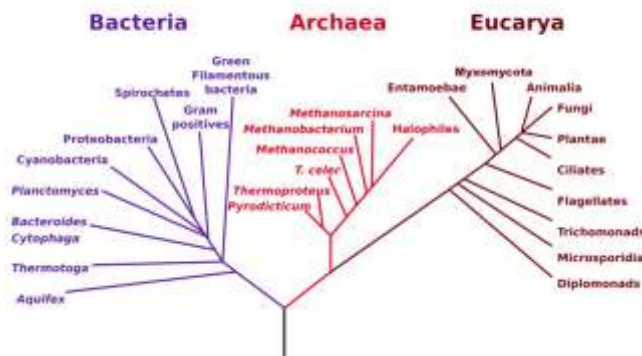 Bacteria
Archaea
Eucarya
Green
Filamentous
bacteria
Spirochetes
Gram
positives
Proteobacteria
Cyanobacteria
Planctomyces
Bacteroides
Cytophaga
Thermotoga
Aquifex
Methanosarcina
Methanobacterium
Halophiles
Methanococcus
T. celer
Thermoproteus
Pyrodicticum
Myxomycota
Entamoebae
Animalia
Fungi
Plantae
Ciliates
Flagellates
Trichomonads
Microsporidia
Diplomonads